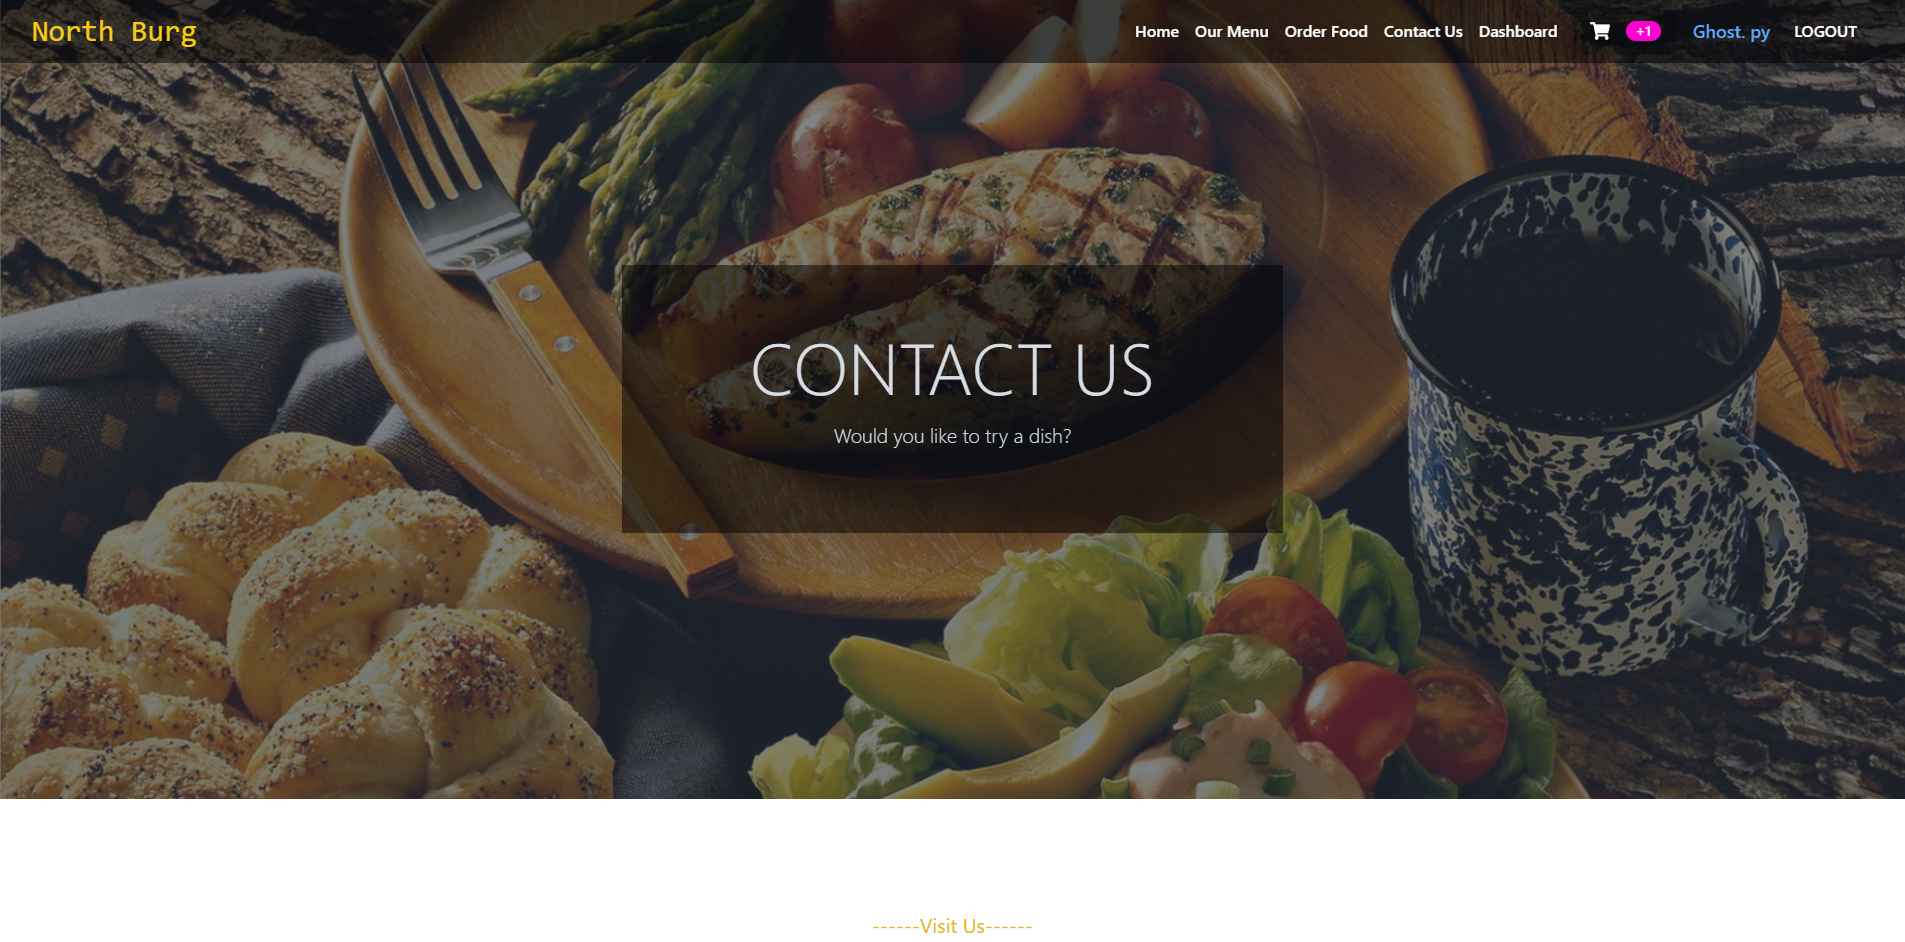 North Burg
Home Our Menu Order Food Contact Us Dashboard +1 Ghost. py LOGOUT
CONTACT US
Would you like to try a dish?
------Visit Us------